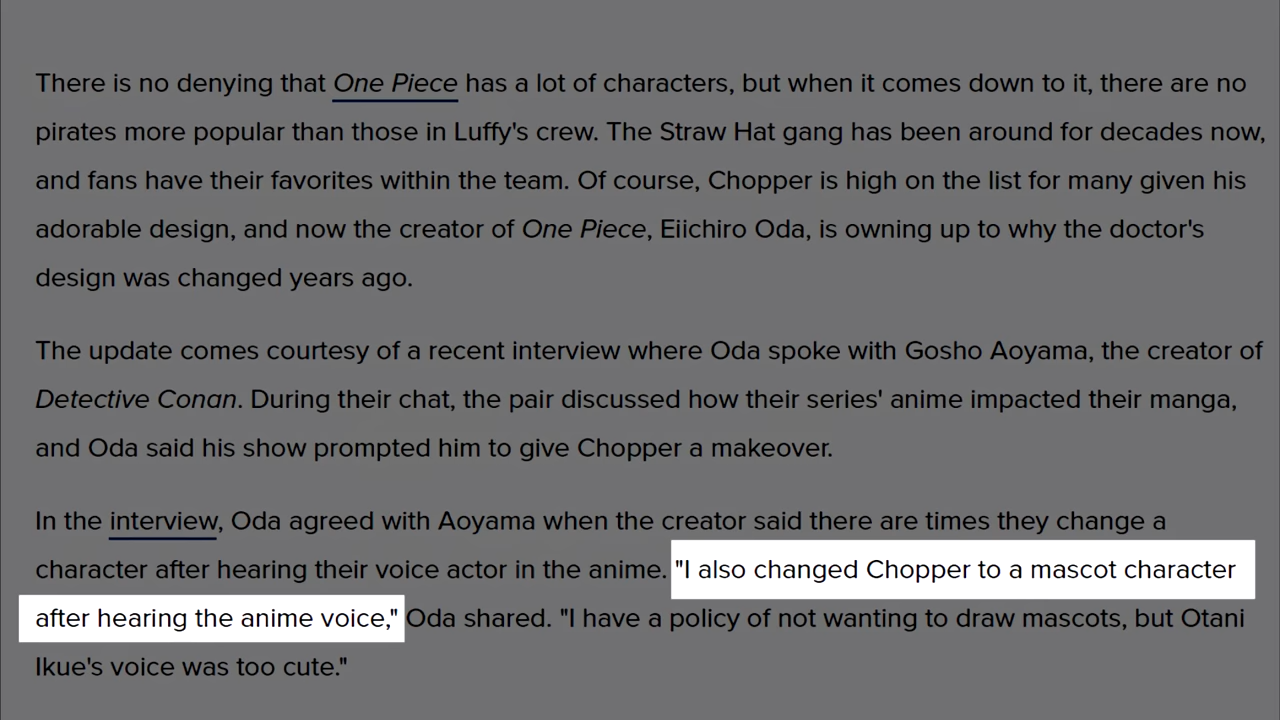 There is no denying that One Piece has a lot of characters, but when it comes down to it, there are no
pirates more popular than those in Luffy's crew. The Straw Hat gang has been around for decades now,
and fans have their favorites within the team. Of course, Chopper is high on the list for many given his
adorable design, and now the creator of One Piece, Eiichiro Oda, is owning up to why the doctor's
design was changed years ago.
The update comes courtesy of a recent interview where Oda spoke with Gosho Aoyama, the creator of
Detective Conan. During their chat, the pair discussed how their series' anime impacted their manga,
and Oda said his show prompted him to give Chopper a makeover.
In the interview, Oda agreed with Aoyama when the creator said there are times they change a
character after hearing their voice actor in the anime. "I also changed Chopper to a mascot character
after hearing the anime voice," Oda shared. "I have a policy of not wanting to draw mascots, but Otani
Ikue's voice was too cute."